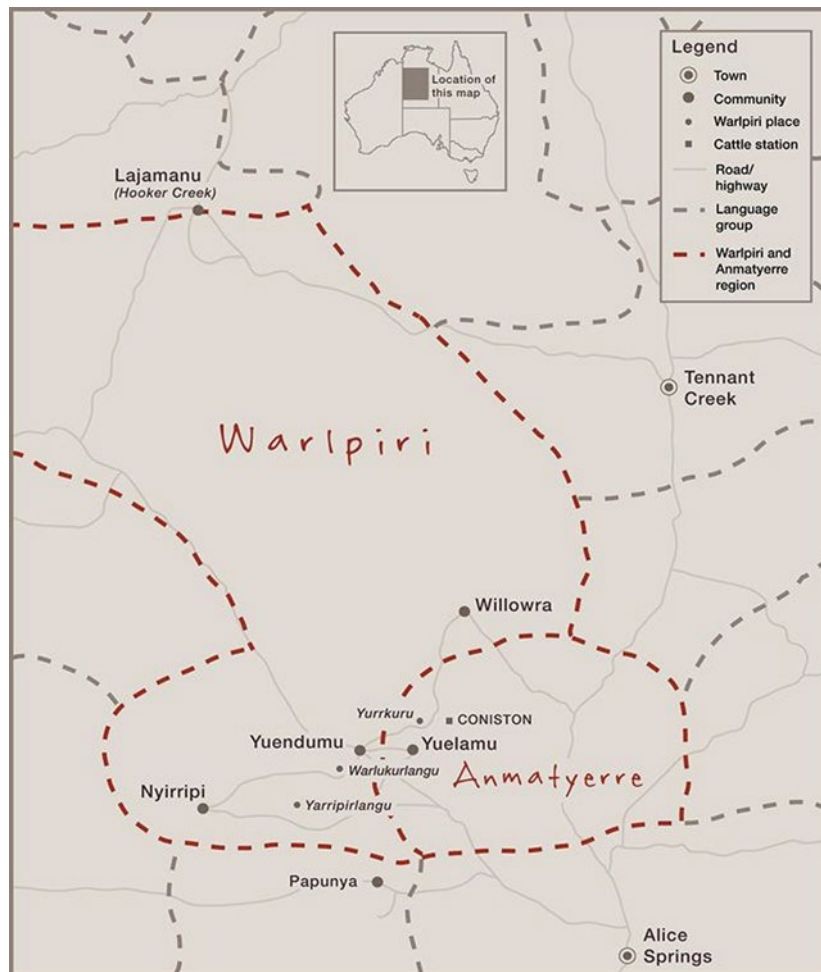 Location of
this map
Legend
Town
Community
Warlpiri place
Cattle station
Road/
highway
Language
group
Warlpiri and
Anmatyerre
region
Lajamanu
(Hooker Creek)
Tennant
Creek
Warlpiri
Willowra
Yurrkuru
CONISTON
Yuendumu
Yuelamu
Warlukurlangu
Anmatyerre
Nyirripi
Yarripirlangu
Papunya
Alice
Springs